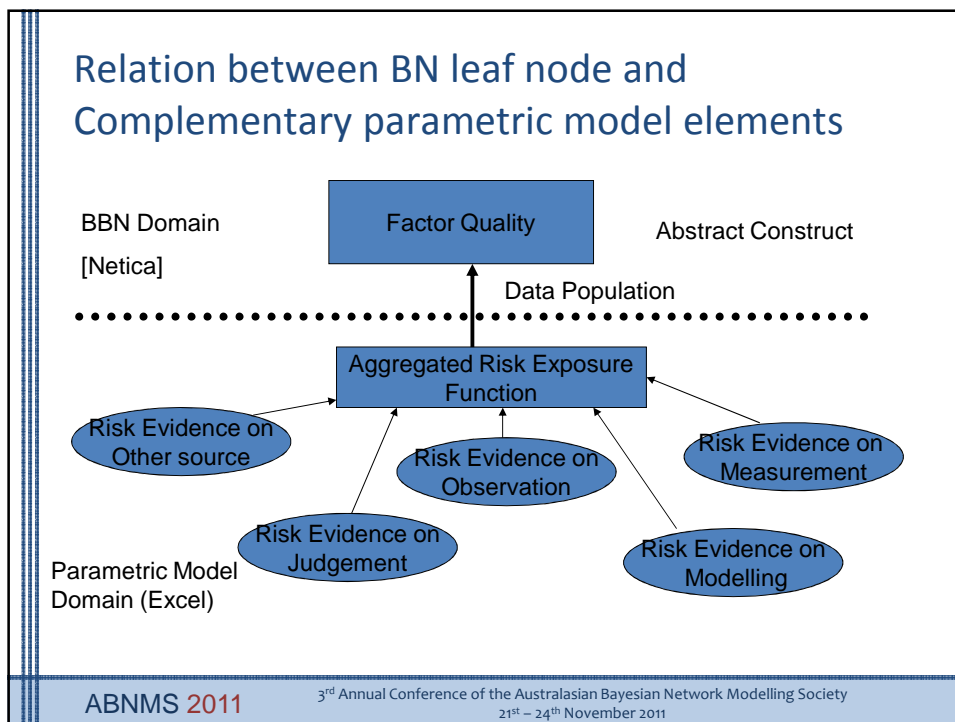 Relation between BN leaf node and
Complementary parametric model elements
BBN Domain
[Netica]
Factor Quality
Abstract Construct
Data Population
Aggregated Risk Exposure
Function
Risk Evidence on
Other source
Risk Evidence on
Observation
Risk Evidence on
Measurement
Risk Evidence on
Judgement
Risk Evidence on
Modelling
Parametric Model
Domain (Excel)
ABNMS 2011
3rd Annual Conference of the Australasian Bayesian Network Modelling Society
21st – 24th November 2011